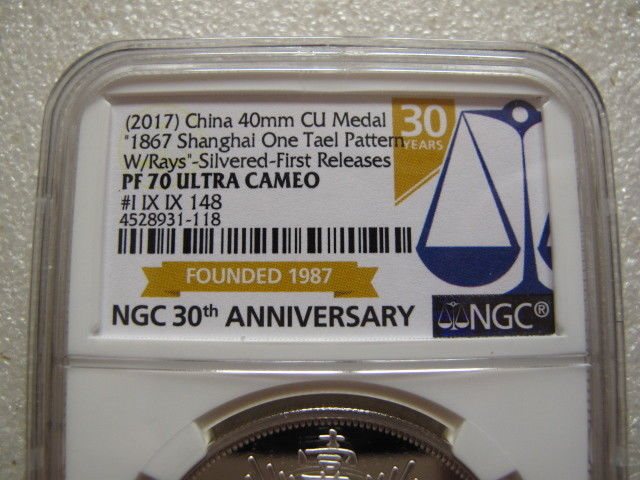 (2017) China 40mm CU Medal
"1867 Shanghai One Tael Pattern
W/Rays"-Silvered-First Releases
PF 70 ULTRA CAMEO
#I IX IX 148
4528931-118
30
YEARS
FOUNDED 1987
NGC 30th ANNIVERSARY
NGC®